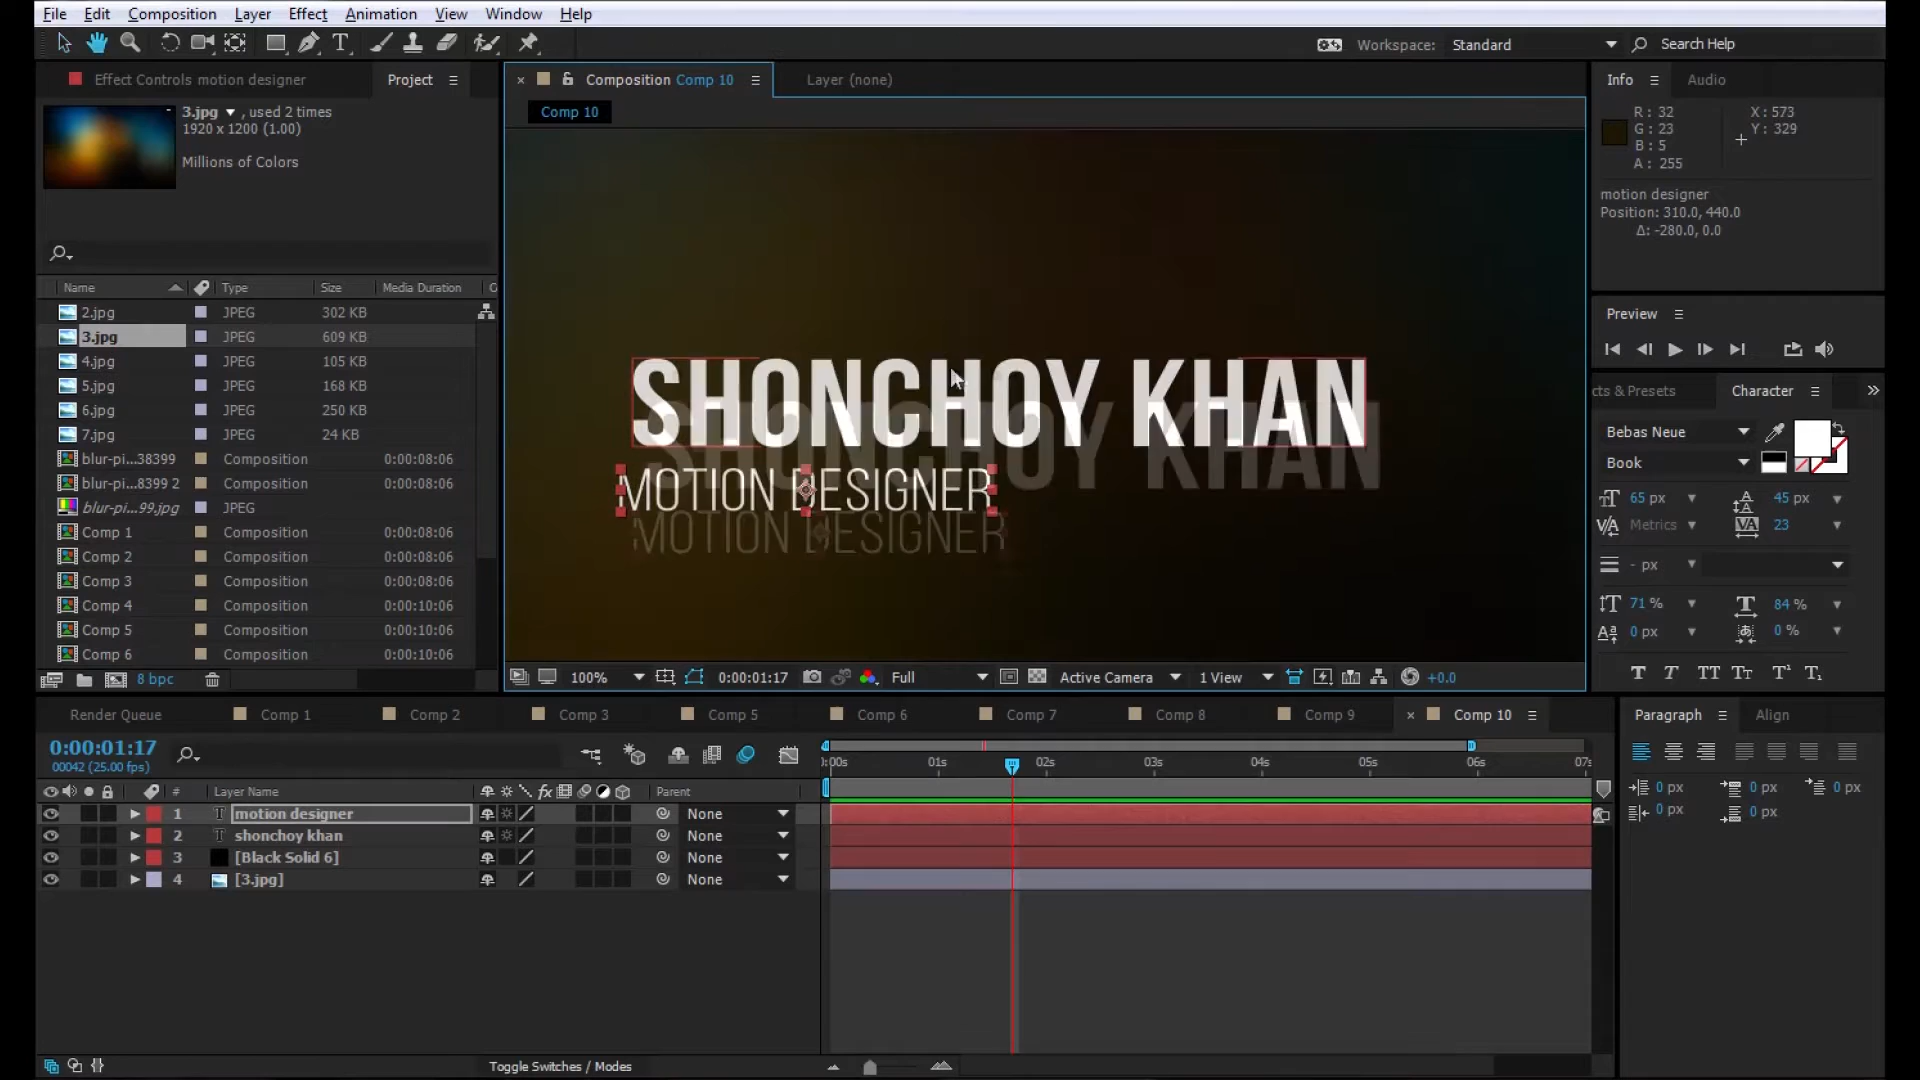 File Edit Composition Layer Effect Animation View Window Help
Workspace: Standard Search Help
Effect Controls motion designer Project
Composition Comp 10 Layer (none)
Info Audio
3.jpg , used 2 times
1920 x 1200 (1.00)
Millions of Colors
Comp 10
R : 32 X : 573
G : 23 Y : 329
B : 5
A : 255
motion designer
Position: 310.0, 440.0
Δ: -280.0, 0.0
Name Type Size Media Duration
2.jpg JPEG 302 KB
3.jpg JPEG 609 KB
4.jpg JPEG 105 KB
5.jpg JPEG 168 KB
6.jpg JPEG 250 KB
7.jpg JPEG 24 KB
blur-pi...38399 Composition 0:00:08:06
blur-pi...8399 2 Composition 0:00:08:06
blur-pi...99.jpg JPEG
Comp 1 Composition 0:00:08:06
Comp 2 Composition 0:00:08:06
Comp 3 Composition 0:00:08:06
Comp 4 Composition 0:00:10:06
Comp 5 Composition 0:00:10:06
Comp 6 Composition 0:00:10:06
8 bpc
SHONCHOY KHAN
SHONCHOY KHAN
MOTION DESIGNER
MOTION DESIGNER
100% 0:00:01:17 Full Active Camera 1 View +0.0
Preview
cts & Presets Character
Bebas Neue
Book
65 px 45 px
Metrics 23
- px
71 % 84 %
0 px 0 %
T T TT Tt T¹ T₁
Render Queue Comp 1 Comp 2 Comp 3 Comp 5 Comp 6 Comp 7 Comp 8 Comp 9 Comp 10
Paragraph Align
0:00:01:17
00042 (25.00 fps)
0 px 0 px 0 px
0 px 0 px
:00s 01s 02s 03s 04s 05s 06s 07s
# Layer Name fx Parent
1 T motion designer None
2 T shonchoy khan None
3 [Black Solid 6] None
4 [3.jpg] None
Toggle Switches / Modes